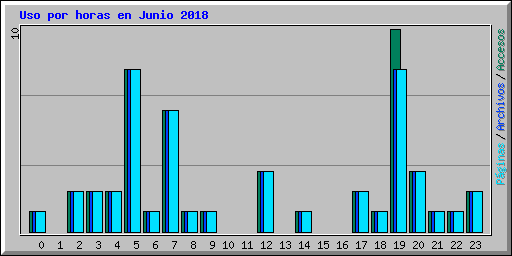 Uso por horas en Junio 2018
10
Páginas / Archivos / Accesos
0 1 2 3 4 5 6 7 8 9 10 11 12 13 14 15 16 17 18 19 20 21 22 23